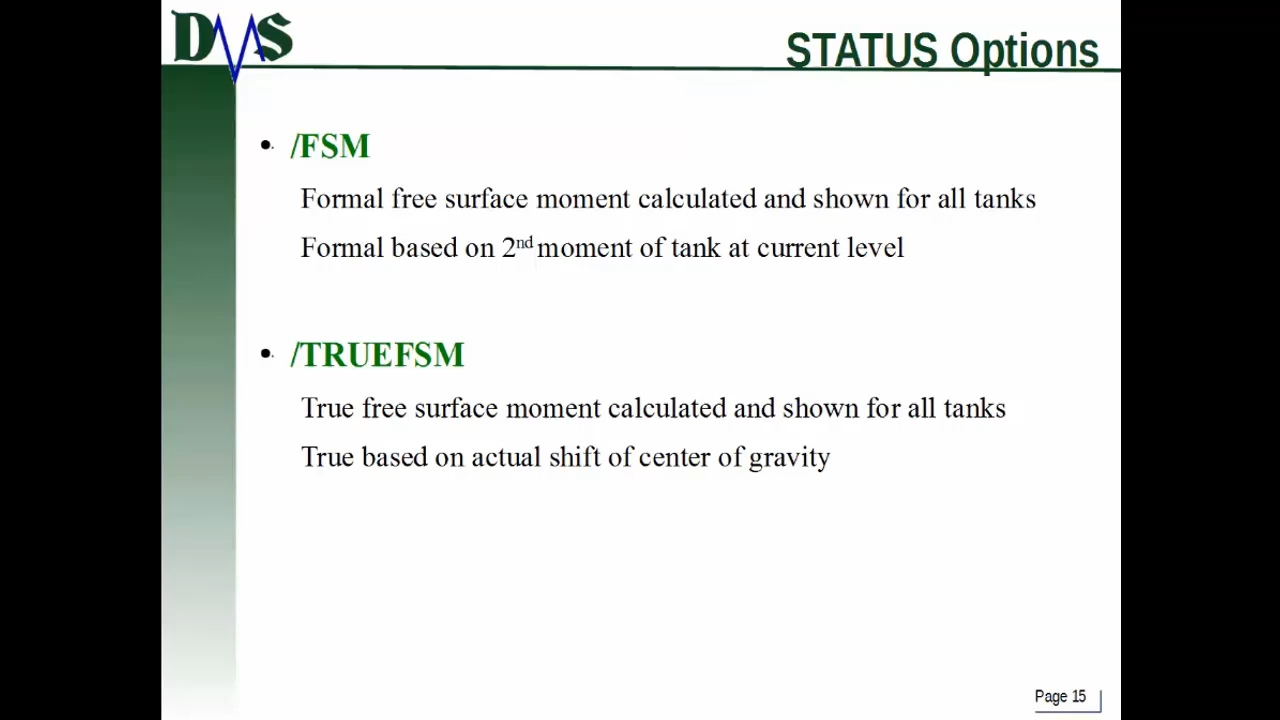 DMS
STATUS Options
• /FSM
Formal free surface moment calculated and shown for all tanks
Formal based on 2nd moment of tank at current level
• /TRUEFSM
True free surface moment calculated and shown for all tanks
True based on actual shift of center of gravity
Page 15